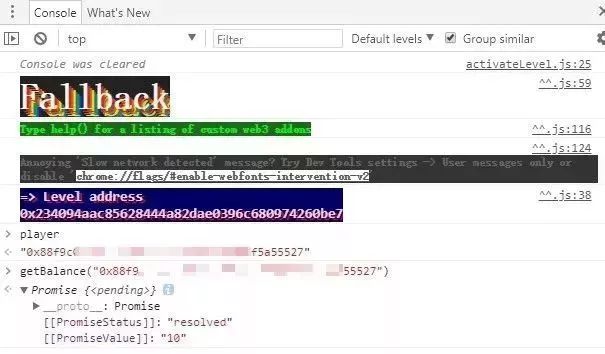 Console What's New
top Filter Default levels Group similar
Console was cleared activateLevel.js:25
Fallback ^^.js:59
Type help() for a listing of custom web3 addons ^^.js:116
^^.js:124
Annoying 'Slow network detected' message? Try Dev Tools settings -> User messages only or
disable 'chrome://flags/#enable-webfonts-intervention-v2'
=> Level address ^^.js:38
0x234094aac85628444a82dae0396c680974260be7
player
"0x88f9c f5a55527"
getBalance("0x88f9 55527")
Promise {<pending>}
__proto__: Promise
[[PromiseStatus]]: "resolved"
[[PromiseValue]]: "10"